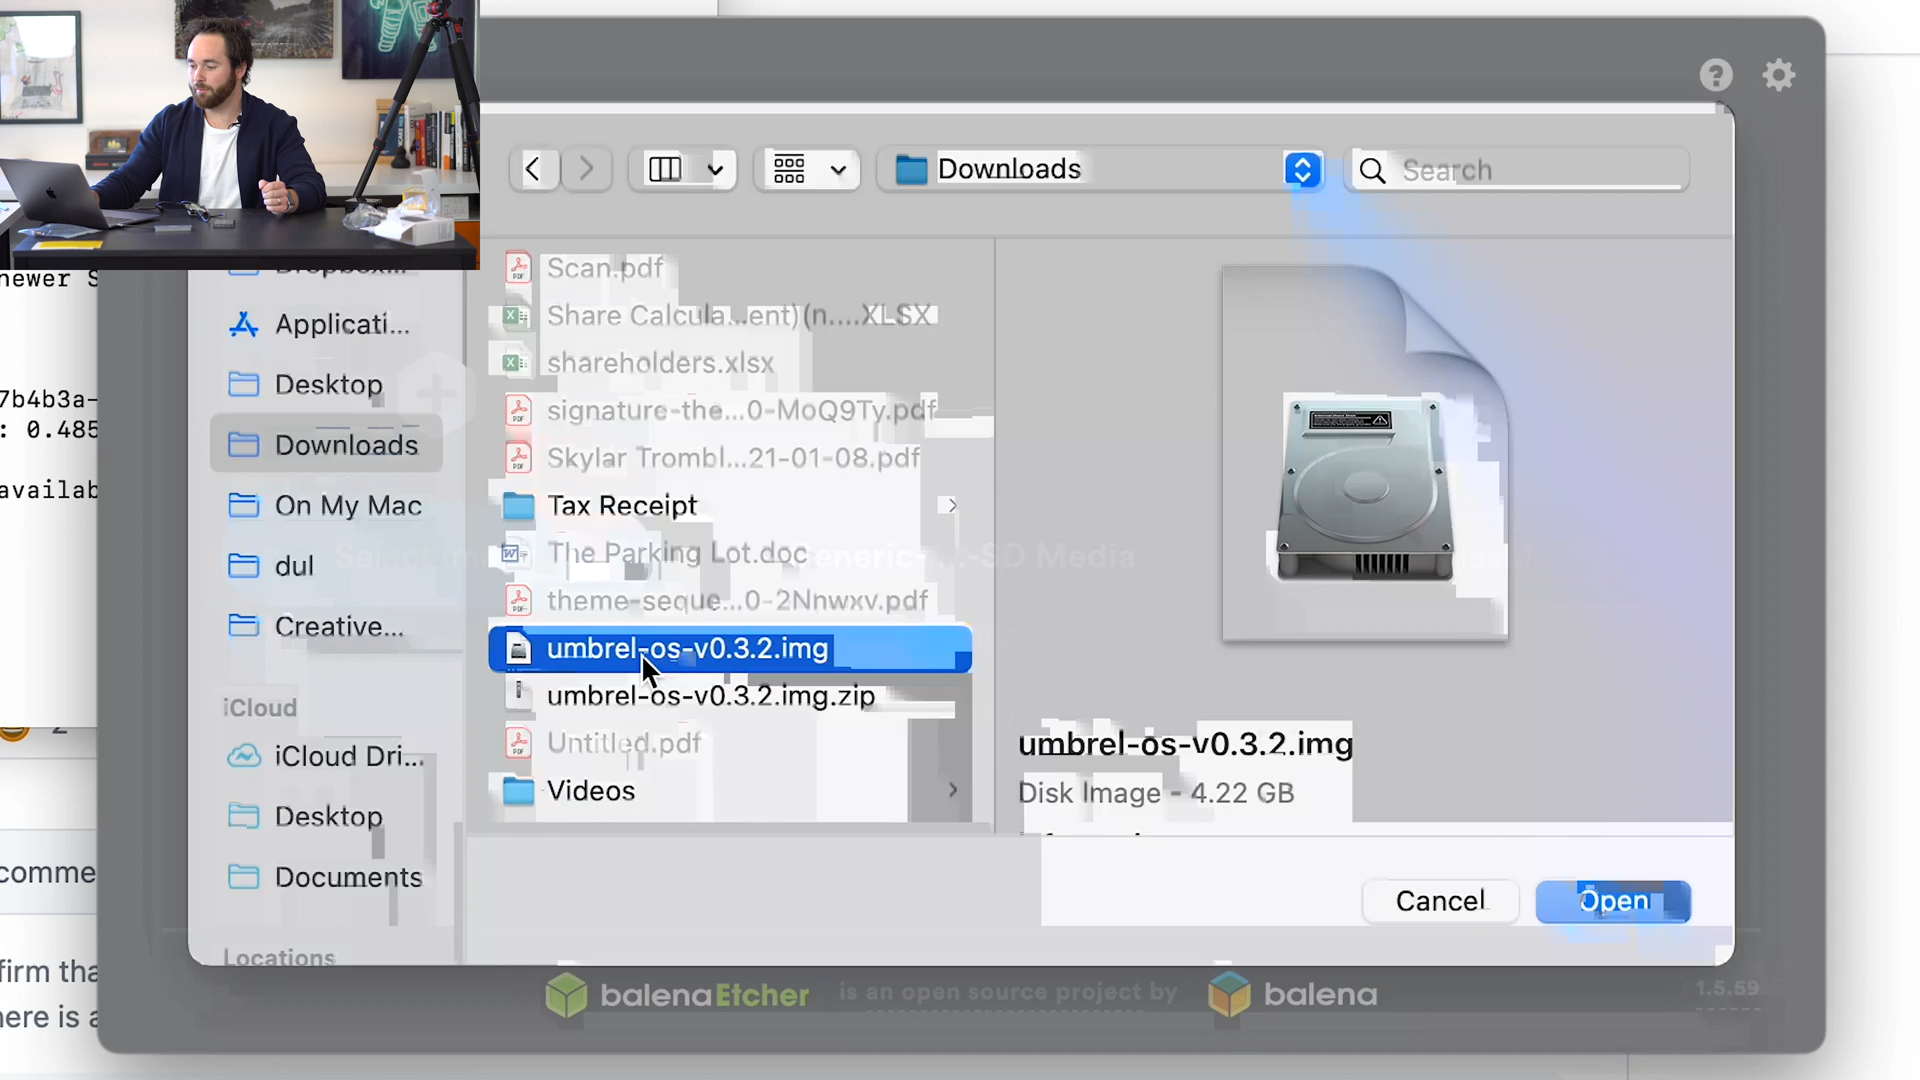 Downloads
Search
newer S
7b4b3a-
: 0.485
availab
2
comme
firm tha
here is a
Applicati...
Desktop
Downloads
On My Mac
dul
Creative...
iCloud
iCloud Dri...
Desktop
Documents
Locations
Scan.pdf
Share Calcula...ent)(n....XLSX
shareholders.xlsx
signature-the...0-MoQ9Ty.pdf
Skylar Trombl...21-01-08.pdf
Tax Receipt
The Parking Lot.doc
theme-seque...0-2Nnwxv.pdf
umbrel-os-v0.3.2.img
umbrel-os-v0.3.2.img.zip
Untitled.pdf
Videos
-SD Media
umbrel-os-v0.3.2.img
Disk Image - 4.22 GB
Cancel
Open
balenaEtcher is an open source project by balena
1.5.59